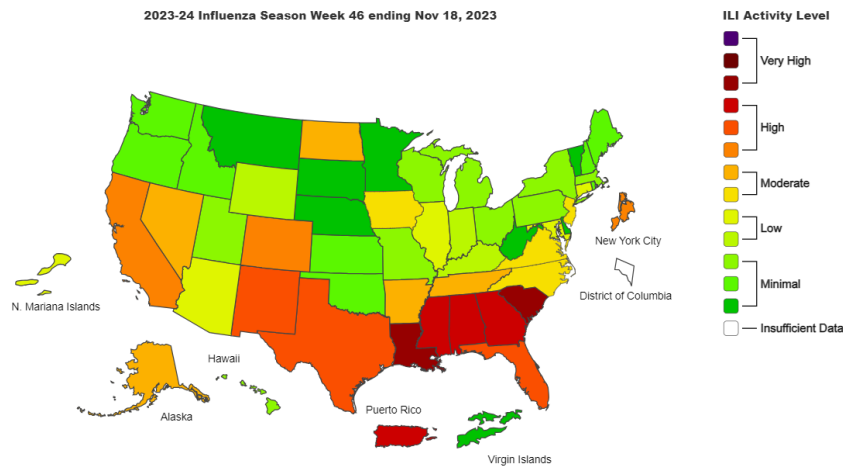 2023-24 Influenza Season Week 46 ending Nov 18, 2023
ILI Activity Level
Very High
High
Moderate
Low
Minimal
Insufficient Data
New York City
District of Columbia
N. Mariana Islands
Hawaii
Alaska
Puerto Rico
Virgin Islands